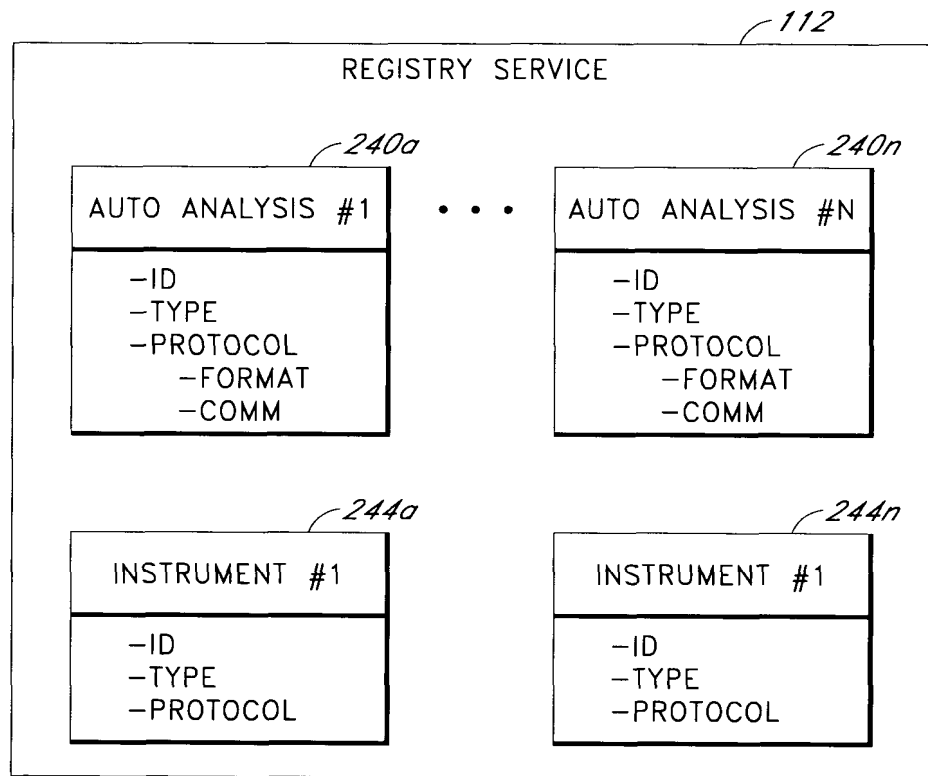 112
REGISTRY SERVICE
240a
240n
AUTO ANALYSIS #1
• • •
AUTO ANALYSIS #N
-ID
-TYPE
-PROTOCOL
-FORMAT
-COMM
-ID
-TYPE
-PROTOCOL
-FORMAT
-COMM
244a
244n
INSTRUMENT #1
INSTRUMENT #1
-ID
-TYPE
-PROTOCOL
-ID
-TYPE
-PROTOCOL